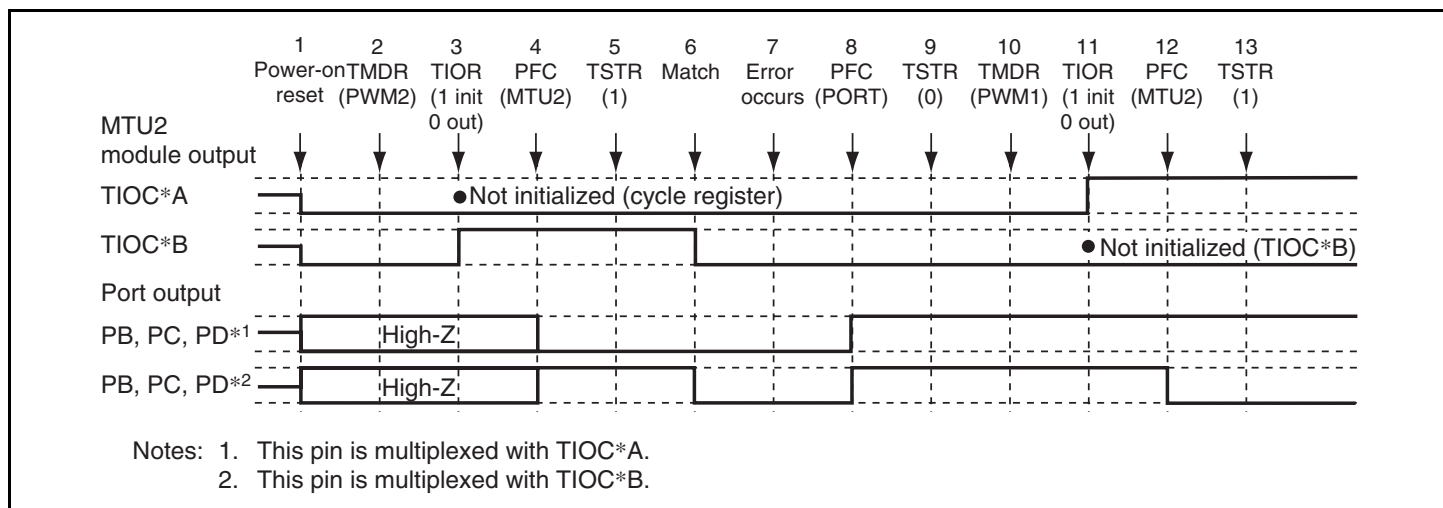 1 2 3 4 5 6 7 8 9 10 11 12 13
Power-on TMDR TIOR PFC TSTR Match Error PFC TSTR TMDR TIOR PFC TSTR
reset (PWM2) (1 init (MTU2) (1) occurs (PORT) (0) (PWM1) (1 init (MTU2) (1)
0 out) 0 out)
MTU2
module output
TIOC*A
Not initialized (cycle register)
TIOC*B
Not initialized (TIOC*B)
Port output
PB, PC, PD*1
High-Z
PB, PC, PD*2
High-Z
Notes: 1. This pin is multiplexed with TIOC*A.
2. This pin is multiplexed with TIOC*B.